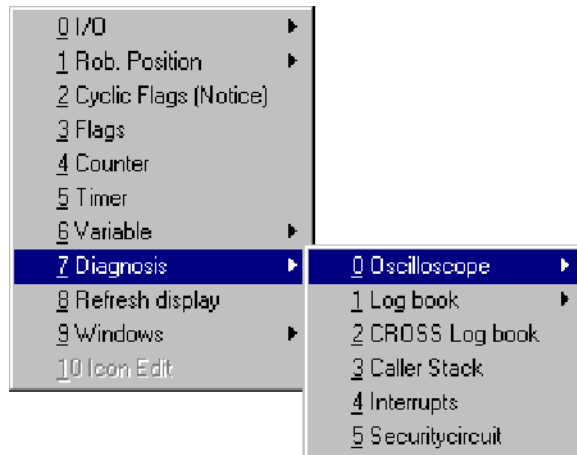 0 I/O
1 Rob. Position
2 Cyclic Flags (Notice)
3 Flags
4 Counter
5 Timer
6 Variable
7 Diagnosis
8 Refresh display
9 Windows
10 Icon Edit
0 Oscilloscope
1 Log book
2 CROSS Log book
3 Caller Stack
4 Interrupts
5 Securitycircuit